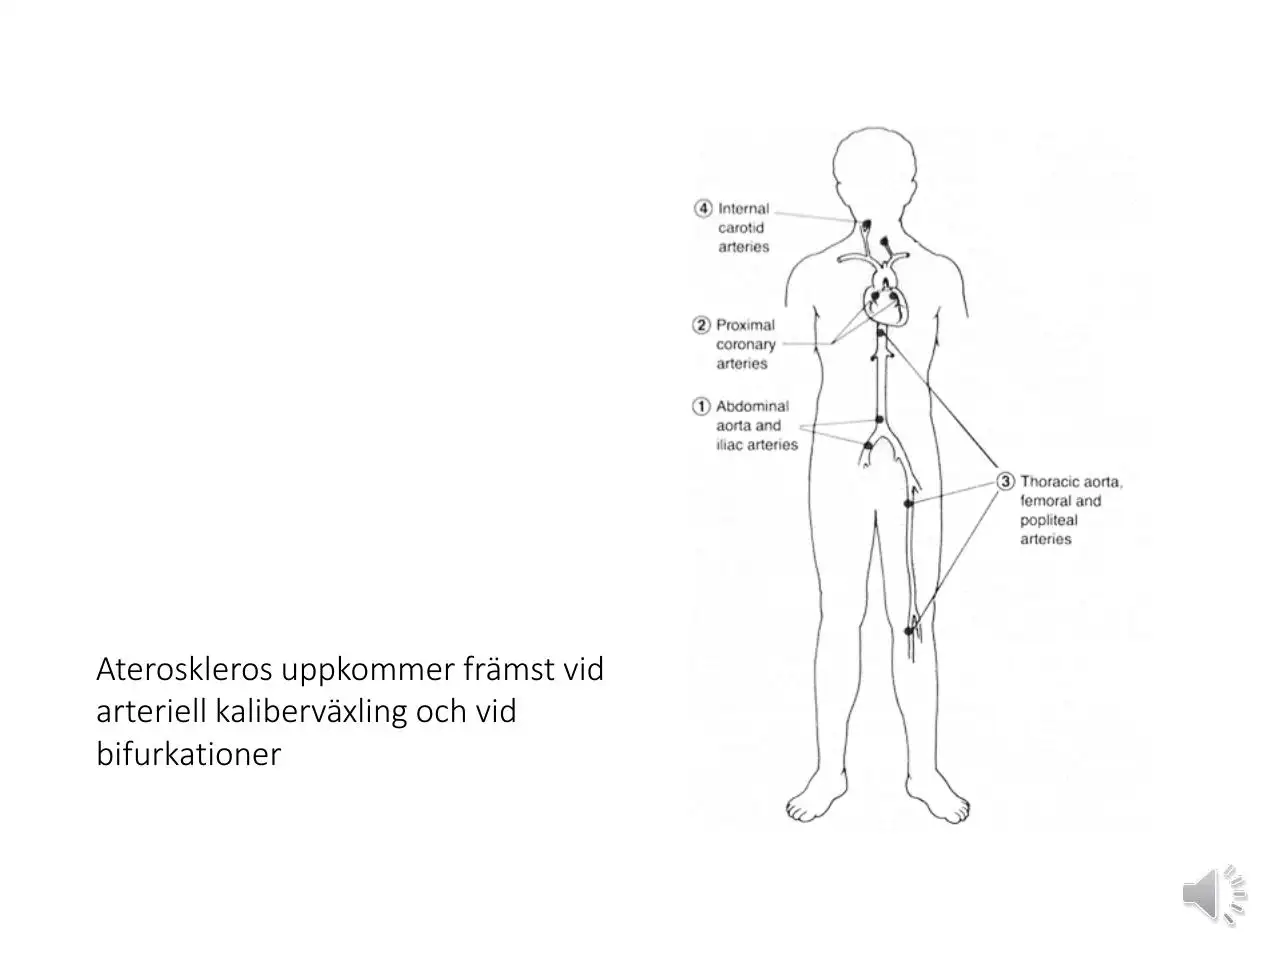 ④ Internal
carotid
arteries
② Proximal
coronary
arteries
① Abdominal
aorta and
iliac arteries
③ Thoracic aorta,
femoral and
popliteal
arteries
Ateroskleros uppkommer främst vid
arteriell kaliberväxling och vid
bifurkationer